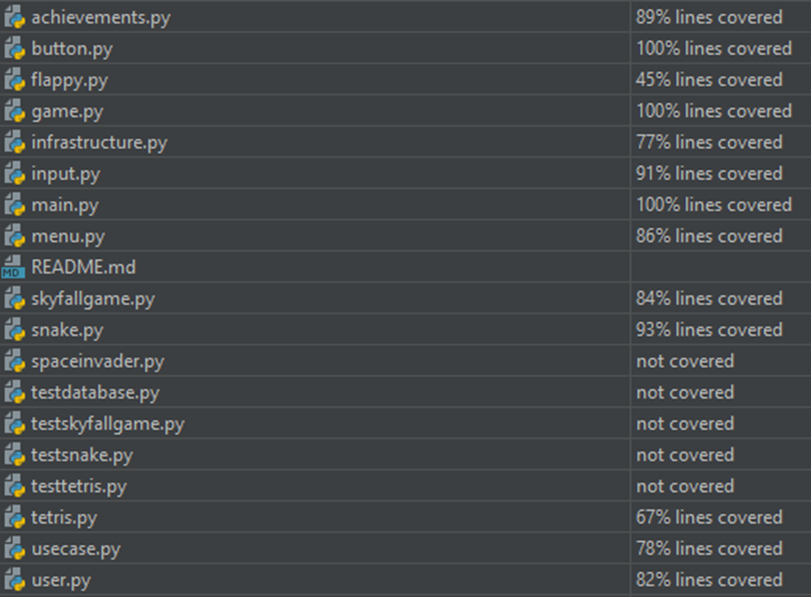 achievements.py 89% lines covered
button.py 100% lines covered
flappy.py 45% lines covered
game.py 100% lines covered
infrastructure.py 77% lines covered
input.py 91% lines covered
main.py 100% lines covered
menu.py 86% lines covered
MD README.md
skyfallgame.py 84% lines covered
snake.py 93% lines covered
spaceinvader.py not covered
testdatabase.py not covered
testskyfallgame.py not covered
testsnake.py not covered
testtetris.py not covered
tetris.py 67% lines covered
usecase.py 78% lines covered
user.py 82% lines covered